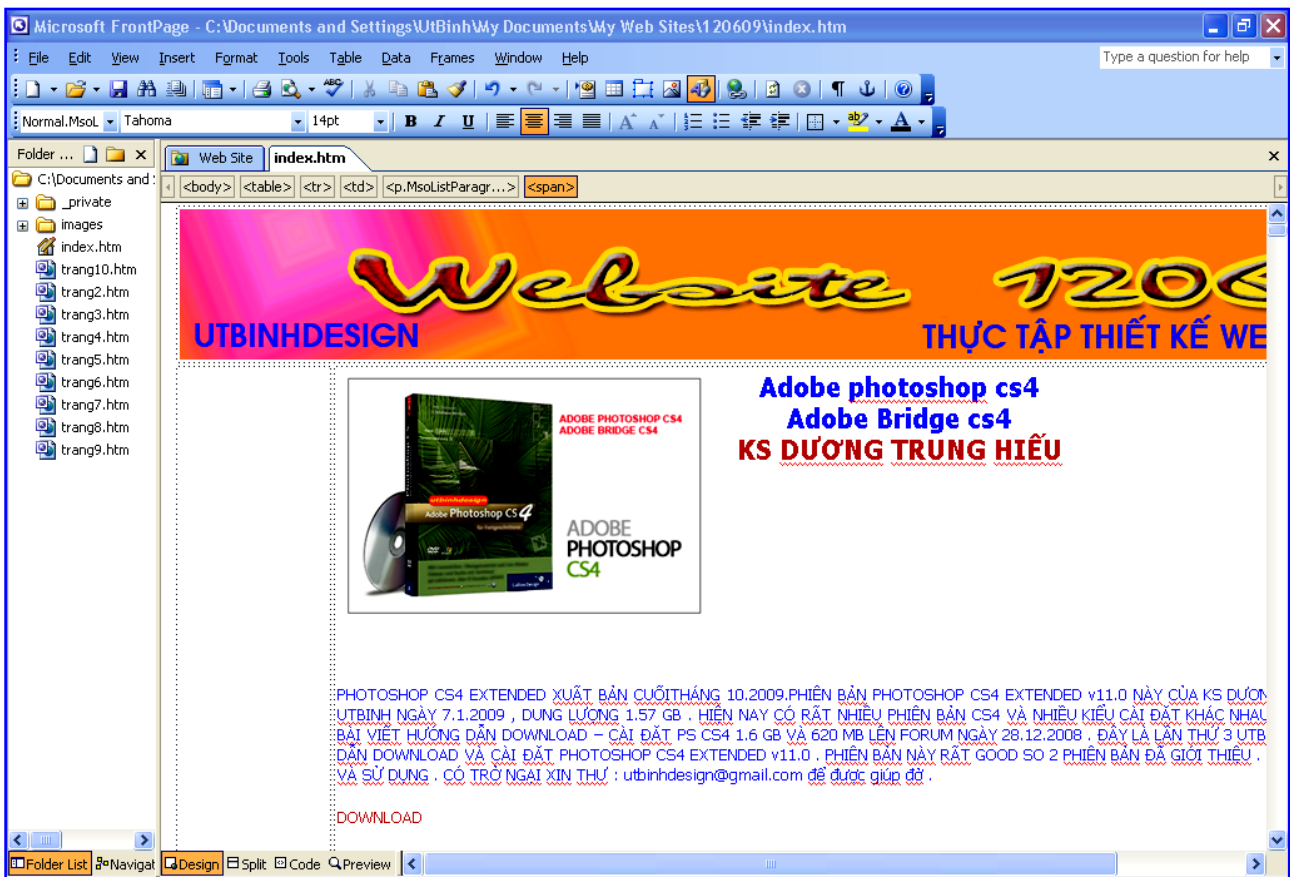 Microsoft FrontPage - C:\Documents and Settings\UtBinh\My Documents\My Web Sites\120609\index.htm
File Edit View Insert Format Tools Table Data Frames Window Help
Type a question for help
Normal.MsoL Tahoma 14pt B I U
Folder ...
Web Site index.htm
C:\Documents and
<body> <table> <tr> <td> <p.MsoListParagr...> <span>
_private
images
index.htm
trang10.htm
trang2.htm
trang3.htm
trang4.htm
trang5.htm
trang6.htm
trang7.htm
trang8.htm
trang9.htm
Website 1206
UTBINHDESIGN
THỰC TẬP THIẾT KẾ WE
ADOBE PHOTOSHOP CS4
ADOBE BRIDGE CS4
utbinhdesign
Adobe Photoshop CS4
ADOBE
PHOTOSHOP
CS4
Adobe photoshop cs4
Adobe Bridge cs4
KS DƯƠNG TRUNG HIẾU
PHOTOSHOP CS4 EXTENDED XUẤT BẢN CUỐITHÁNG 10.2009.PHIÊN BẢN PHOTOSHOP CS4 EXTENDED v11.0 NÀY CỦA KS DƯƠN
UTBINH NGÀY 7.1.2009 , DUNG LƯỢNG 1.57 GB . HIỆN NAY CÓ RẤT NHIỀU PHIÊN BẢN CS4 VÀ NHIỀU KIỂU CÀI ĐẶT KHÁC NHAU
BÀI VIẾT HƯỚNG DẪN DOWNLOAD – CÀI ĐẶT PS CS4 1.6 GB VÀ 620 MB LÊN FORUM NGÀY 28.12.2008 . ĐÂY LÀ LẦN THỨ 3 UTB
DẪN DOWNLOAD VÀ CÀI ĐẶT PHOTOSHOP CS4 EXTENDED v11.0 . PHIÊN BẢN NÀY RẤT GOOD SO 2 PHIÊN BẢN ĐÃ GIỚI THIỆU .
VÀ SỬ DỤNG . CÓ TRỞ NGẠI XIN THƯ : utbinhdesign@gmail.com để được giúp đở .
DOWNLOAD
Folder List Navigat Design Split Code Preview